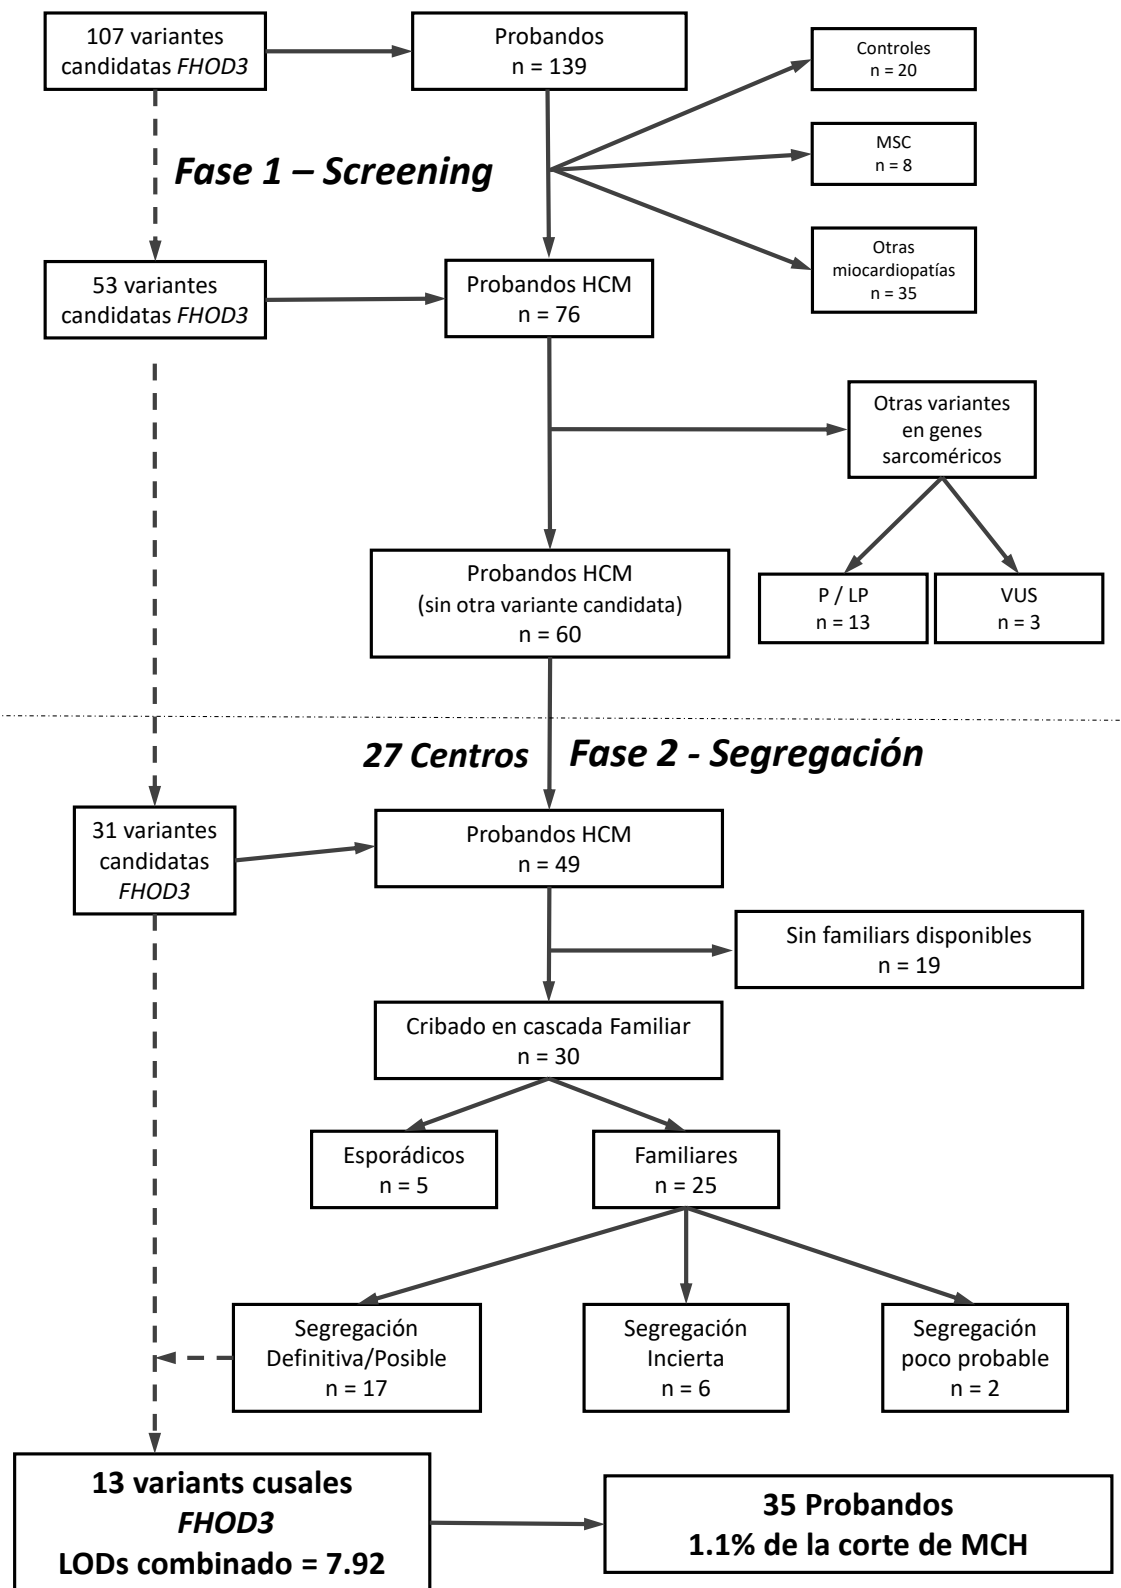 107 variantes
candidatas FHOD3
Probandos
n = 139
Controles
n = 20
MSC
n = 8
Otras
miocardiopatías
n = 35
Fase 1 – Screening
53 variantes
candidatas FHOD3
Probandos HCM
n = 76
Otras variantes
en genes
sarcoméricos
P / LP
n = 13
VUS
n = 3
Probandos HCM
(sin otra variante candidata)
n = 60
27 Centros
Fase 2 - Segregación
31 variantes
candidatas
FHOD3
Probandos HCM
n = 49
Sin familiars disponibles
n = 19
Cribado en cascada Familiar
n = 30
Esporádicos
n = 5
Familiares
n = 25
Segregación
Definitiva/Posible
n = 17
Segregación
Incierta
n = 6
Segregación
poco probable
n = 2
13 variants cusales
FHOD3
LODs combinado = 7.92
35 Probandos
1.1% de la corte de MCH